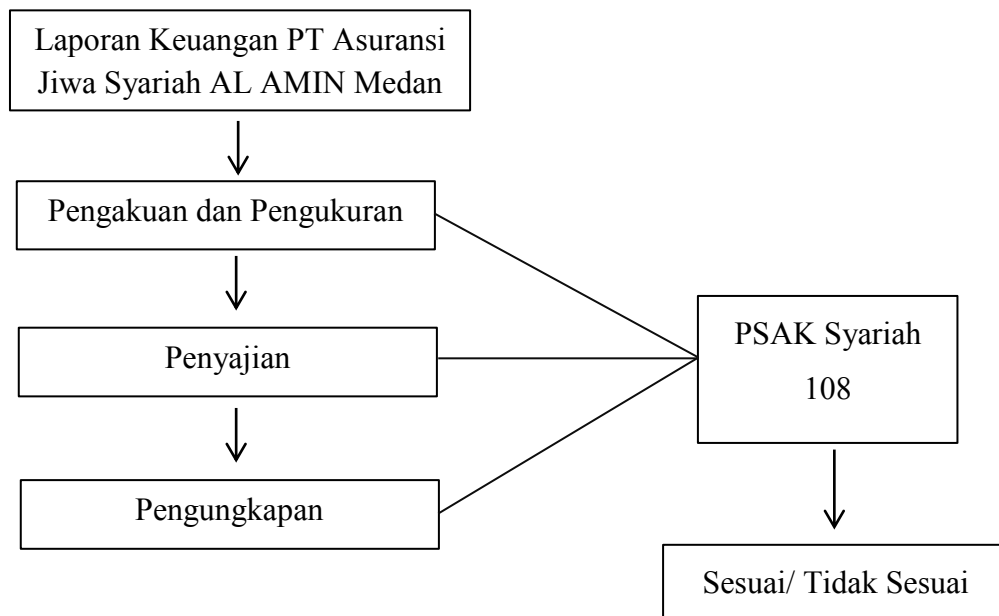 Laporan Keuangan PT Asuransi
Jiwa Syariah AL AMIN Medan
Pengakuan dan Pengukuran
Penyajian
Pengungkapan
PSAK Syariah
108
Sesuai/ Tidak Sesuai